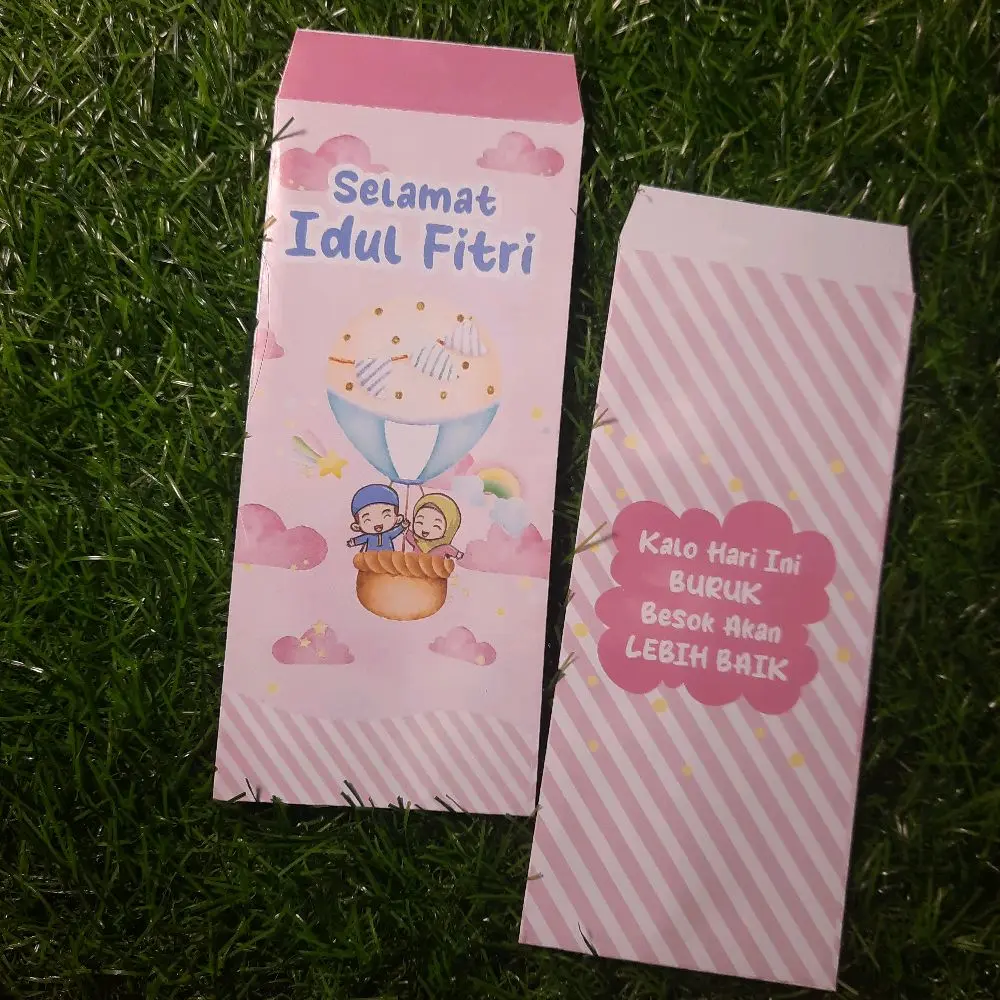 Selamat
Idul Fitri
Kalo Hari Ini
BURUK
Besok Akan
LEBIH BAIK